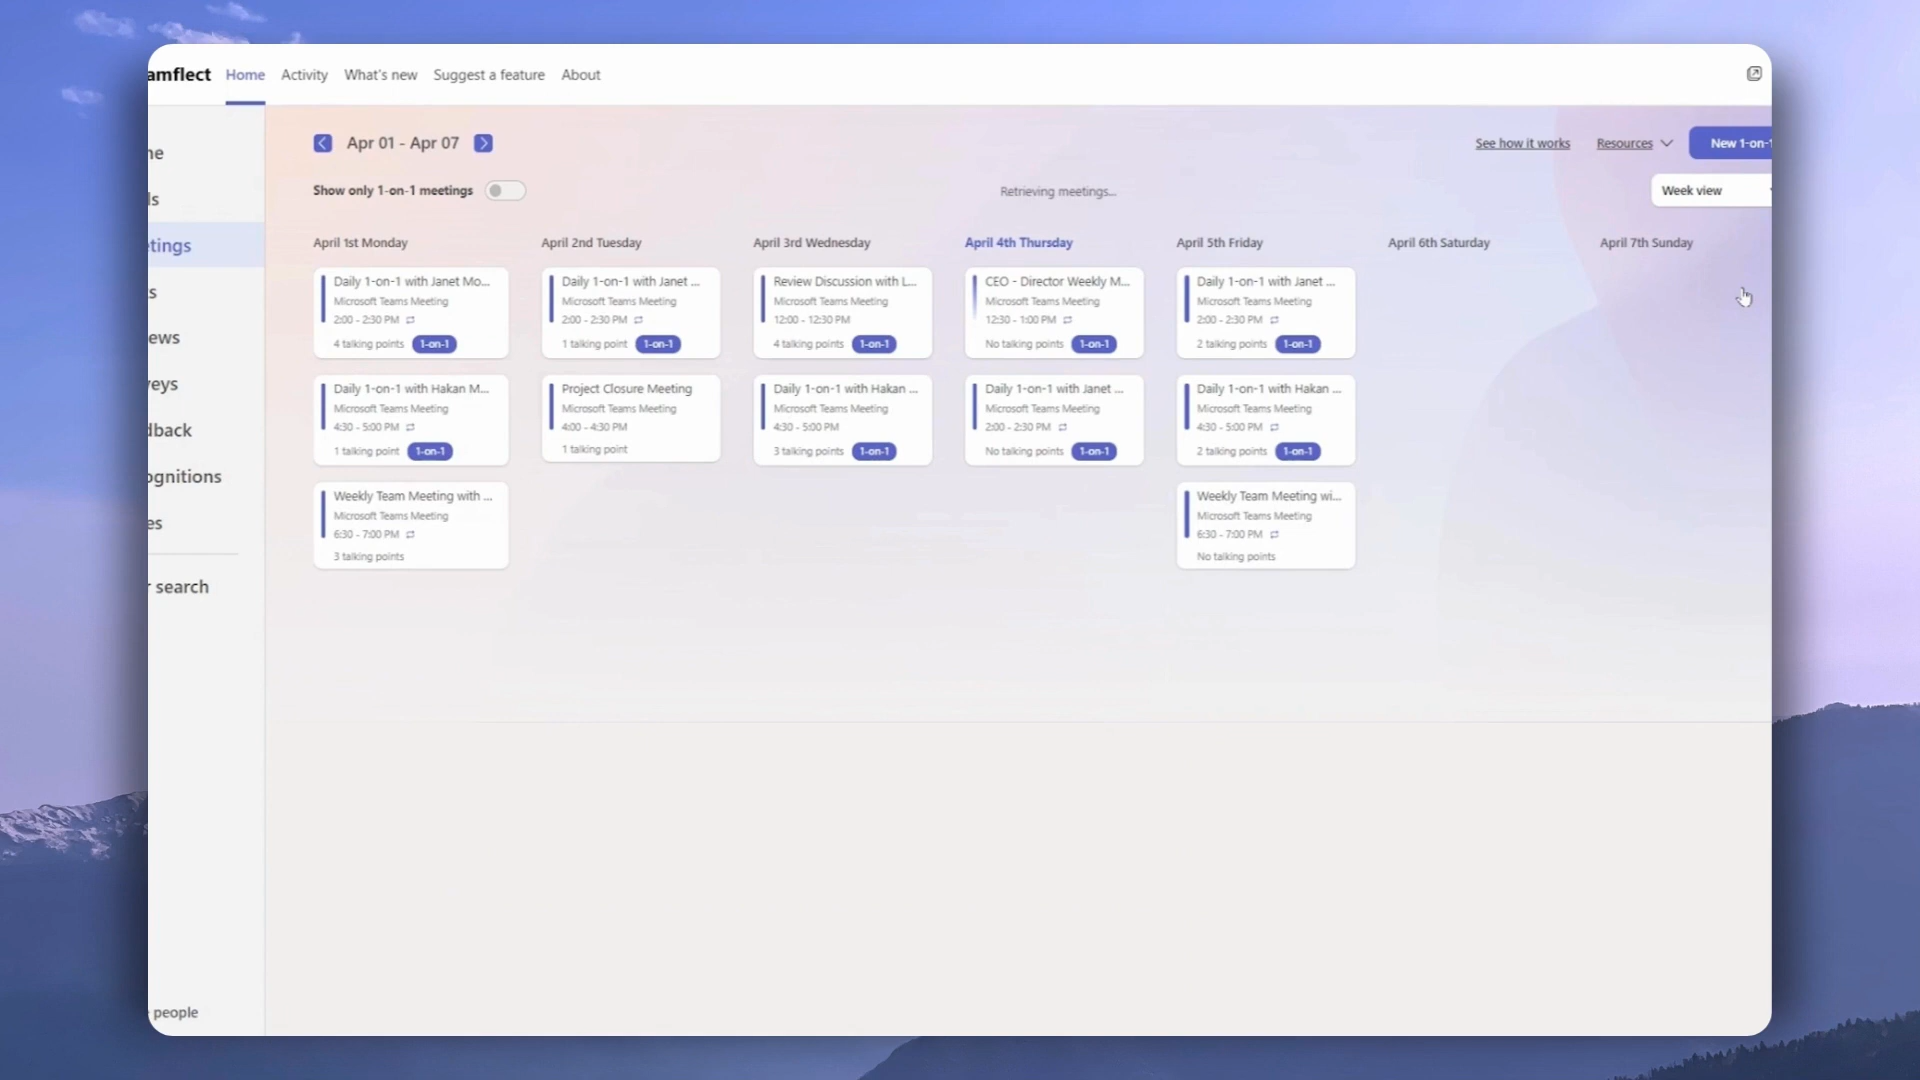 amflect Home Activity What's new Suggest a feature About
Apr 01 - Apr 07
See how it works Resources New 1-on-1
Show only 1-on-1 meetings
Retrieving meetings...
Week view
ne
ls
etings
s
ews
veys
dback
ognitions
es
r search
people
April 1st Monday
Daily 1-on-1 with Janet Mo...
Microsoft Teams Meeting
2:00 - 2:30 PM
4 talking points 1-on-1
Daily 1-on-1 with Hakan M...
Microsoft Teams Meeting
4:30 - 5:00 PM
1 talking point 1-on-1
Weekly Team Meeting with ...
Microsoft Teams Meeting
6:30 - 7:00 PM
3 talking points
April 2nd Tuesday
Daily 1-on-1 with Janet ...
Microsoft Teams Meeting
2:00 - 2:30 PM
1 talking point 1-on-1
Project Closure Meeting
Microsoft Teams Meeting
4:00 - 4:30 PM
1 talking point
April 3rd Wednesday
Review Discussion with L...
Microsoft Teams Meeting
12:00 - 12:30 PM
4 talking points 1-on-1
Daily 1-on-1 with Hakan ...
Microsoft Teams Meeting
4:30 - 5:00 PM
3 talking points 1-on-1
April 4th Thursday
CEO - Director Weekly M...
Microsoft Teams Meeting
12:30 - 1:00 PM
No talking points 1-on-1
Daily 1-on-1 with Janet ...
Microsoft Teams Meeting
2:00 - 2:30 PM
No talking points 1-on-1
April 5th Friday
Daily 1-on-1 with Janet ...
Microsoft Teams Meeting
2:00 - 2:30 PM
2 talking points 1-on-1
Daily 1-on-1 with Hakan ...
Microsoft Teams Meeting
4:30 - 5:00 PM
2 talking points 1-on-1
Weekly Team Meeting wi...
Microsoft Teams Meeting
6:30 - 7:00 PM
No talking points
April 6th Saturday
April 7th Sunday